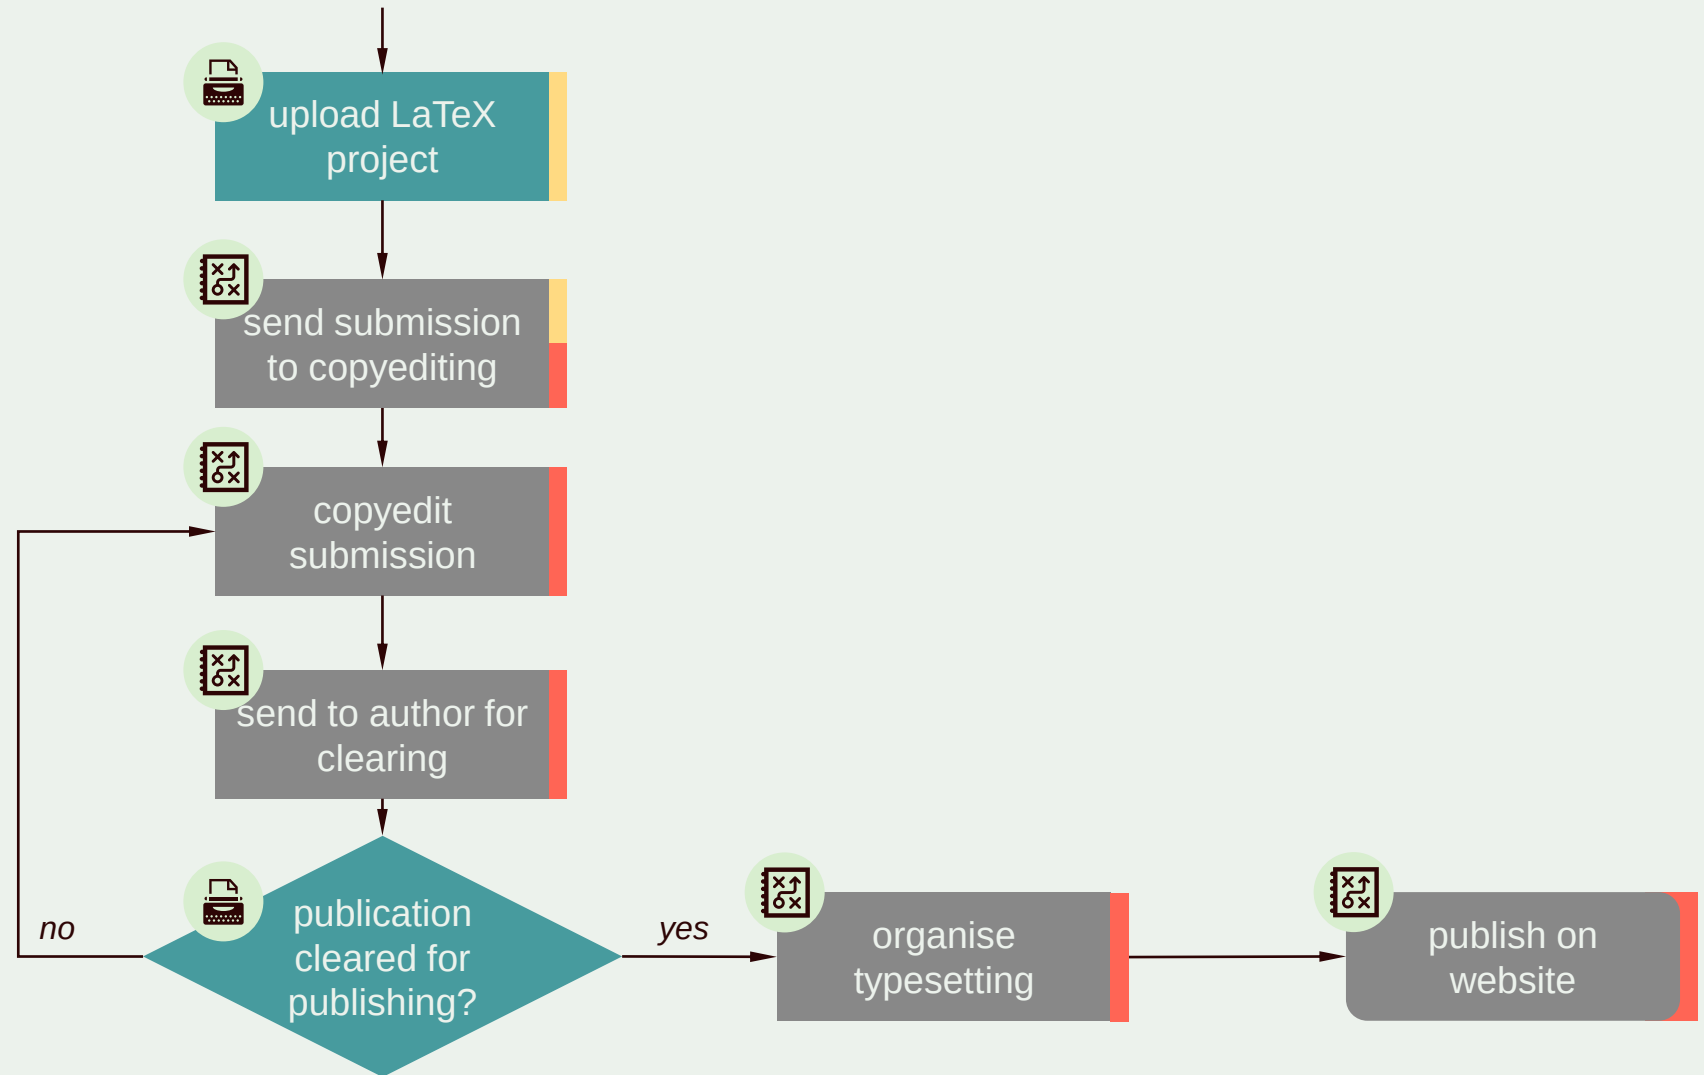 upload LaTeX
project
send submission
to copyediting
copyedit
submission
send to author for
clearing
no
publication
cleared for
publishing?
yes
organise
typesetting
publish on
website